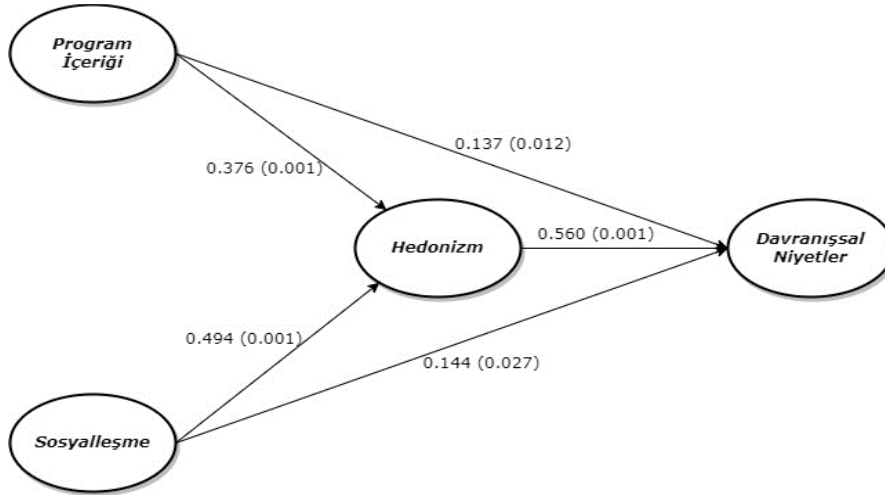 Program
İçeriği
0.137 (0.012)
0.376 (0.001)
Hedonizm
0.560 (0.001)
Davranışsal
Niyetler
0.494 (0.001)
0.144 (0.027)
Sosyalleşme